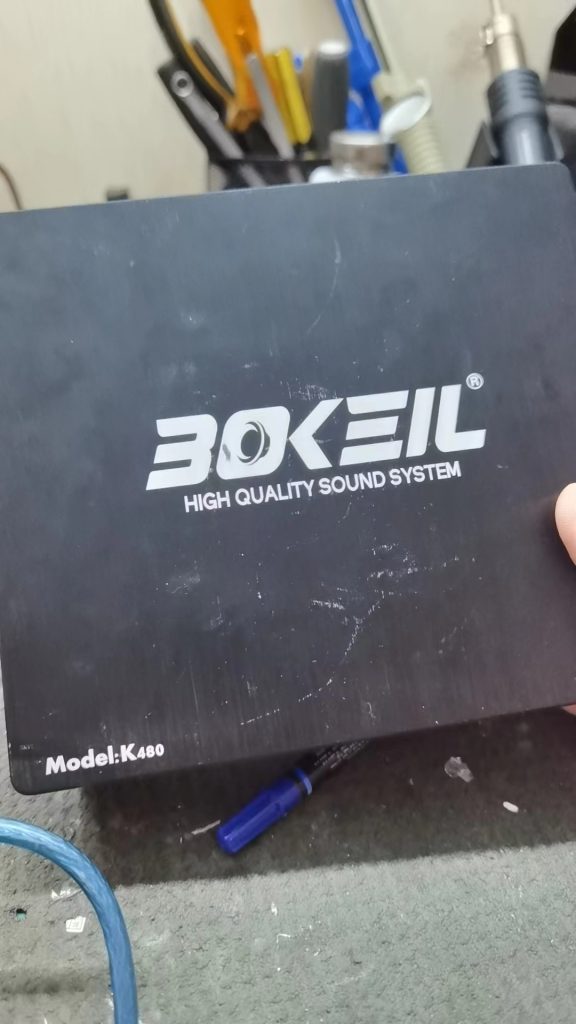 BOKEIL®
HIGH QUALITY SOUND SYSTEM
Model:K480